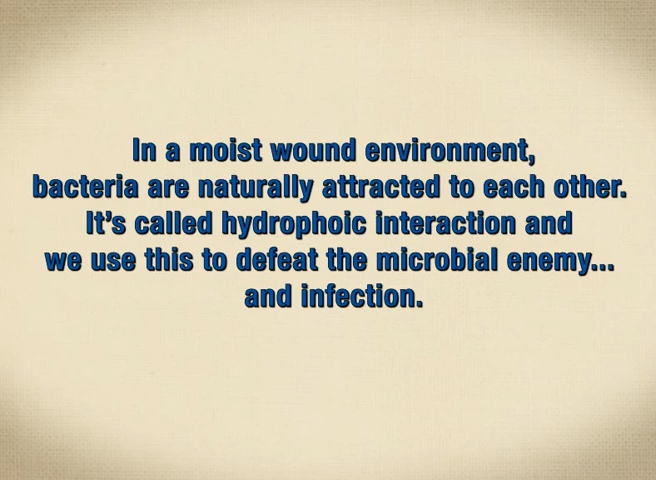 In a moist wound environment,
bacteria are naturally attracted to each other.
It's called hydrophoic interaction and
we use this to defeat the microbial enemy...
and infection.